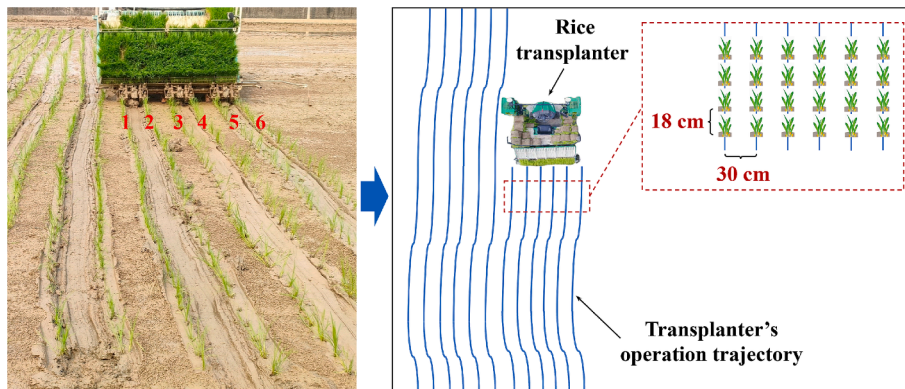 1 2 3 4 5 6
Rice
transplanter
18 cm
30 cm
Transplanter's
operation trajectory